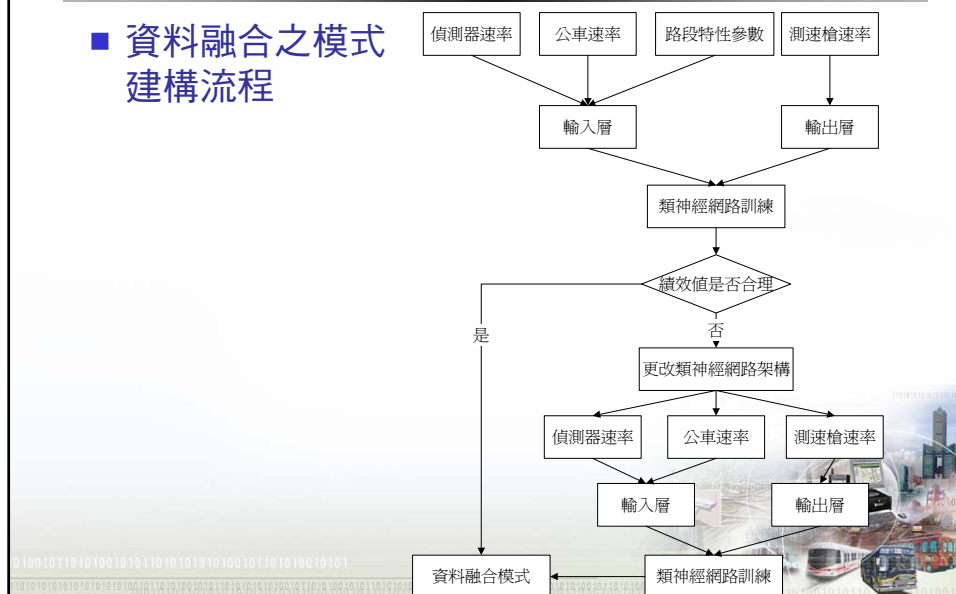 資料融合之模式
建構流程
偵測器速率
公車速率
路段特性參數
測速槍速率
輸入層
輸出層
類神經網路訓練
績效值是否合理
是
否
更改類神經網路架構
偵測器速率
公車速率
測速槍速率
輸入層
輸出層
資料融合模式
類神經網路訓練